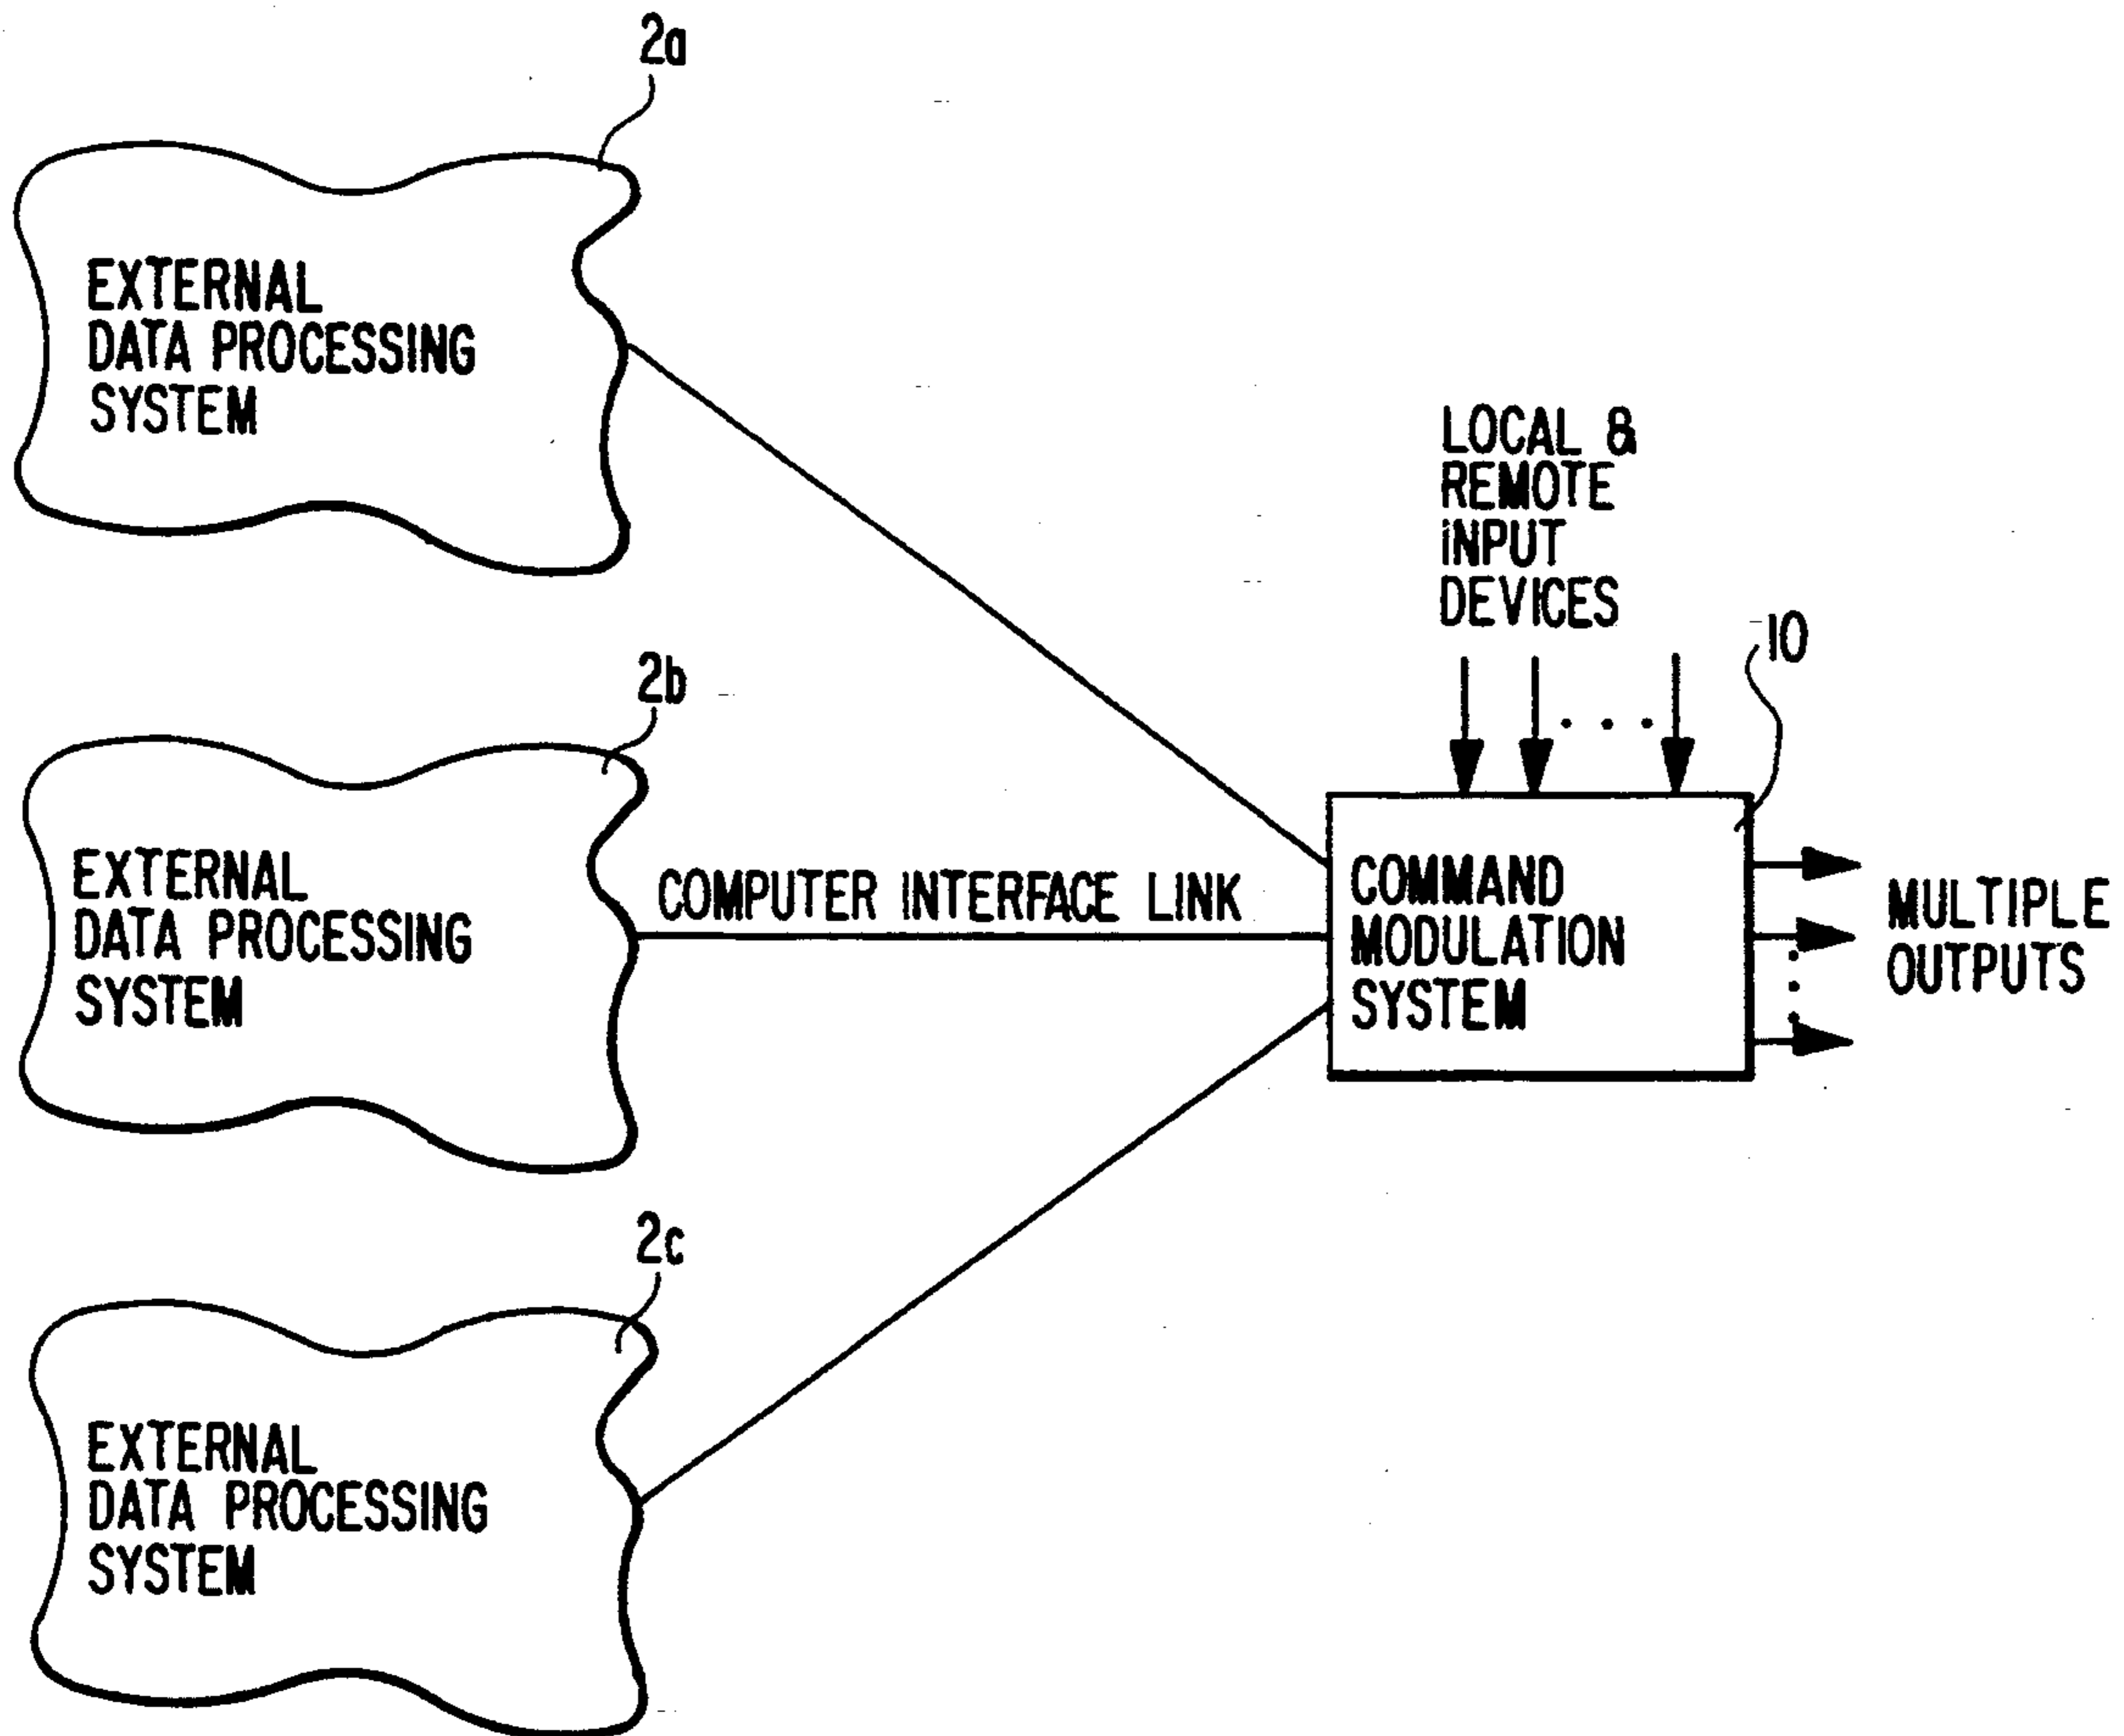 2a
EXTERNAL
DATA PROCESSING
SYSTEM
LOCAL &
REMOTE
INPUT
DEVICES
10
2b
EXTERNAL
DATA PROCESSING
SYSTEM
COMPUTER INTERFACE LINK
COMMAND
MODULATION
SYSTEM
MULTIPLE
OUTPUTS
2c
EXTERNAL
DATA PROCESSING
SYSTEM